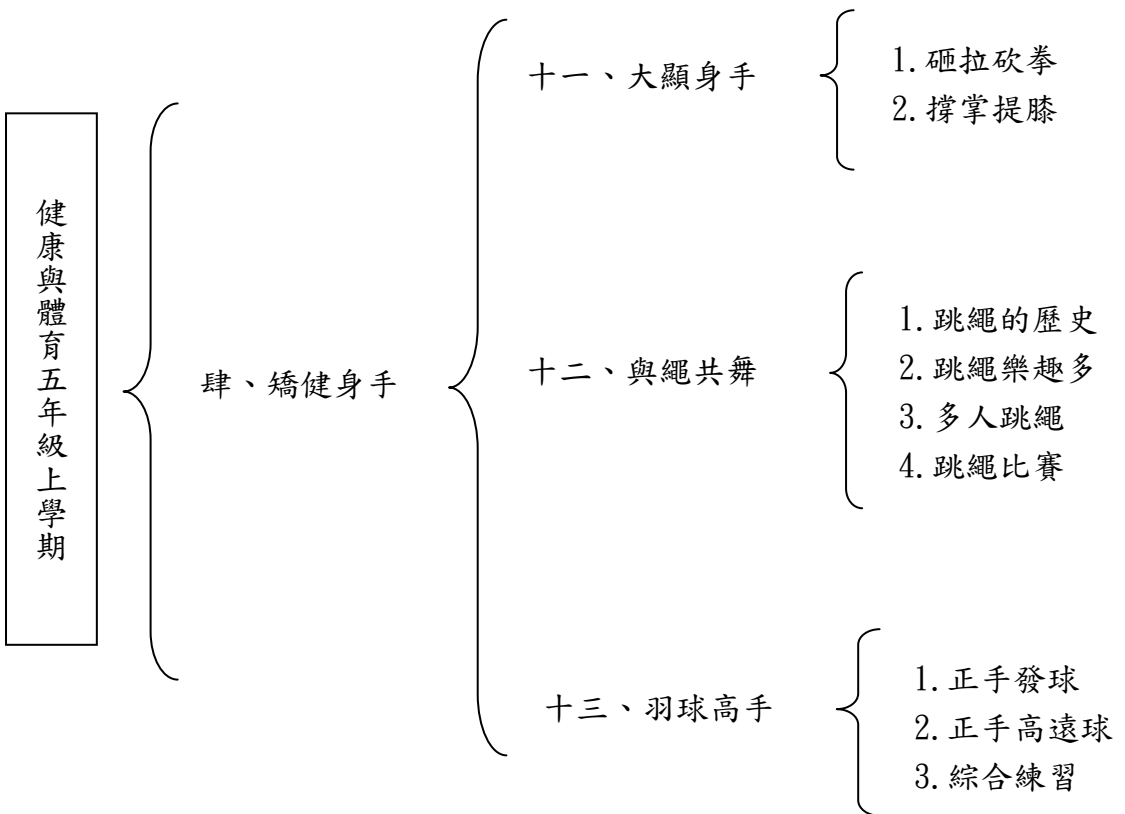 健康與體育五年級上學期
肆、矯健身手
十一、大顯身手
1.砸拉砍拳
2.撐掌提膝
十二、與繩共舞
1.跳繩的歷史
2.跳繩樂趣多
3.多人跳繩
4.跳繩比賽
十三、羽球高手
1.正手發球
2.正手高遠球
3.綜合練習